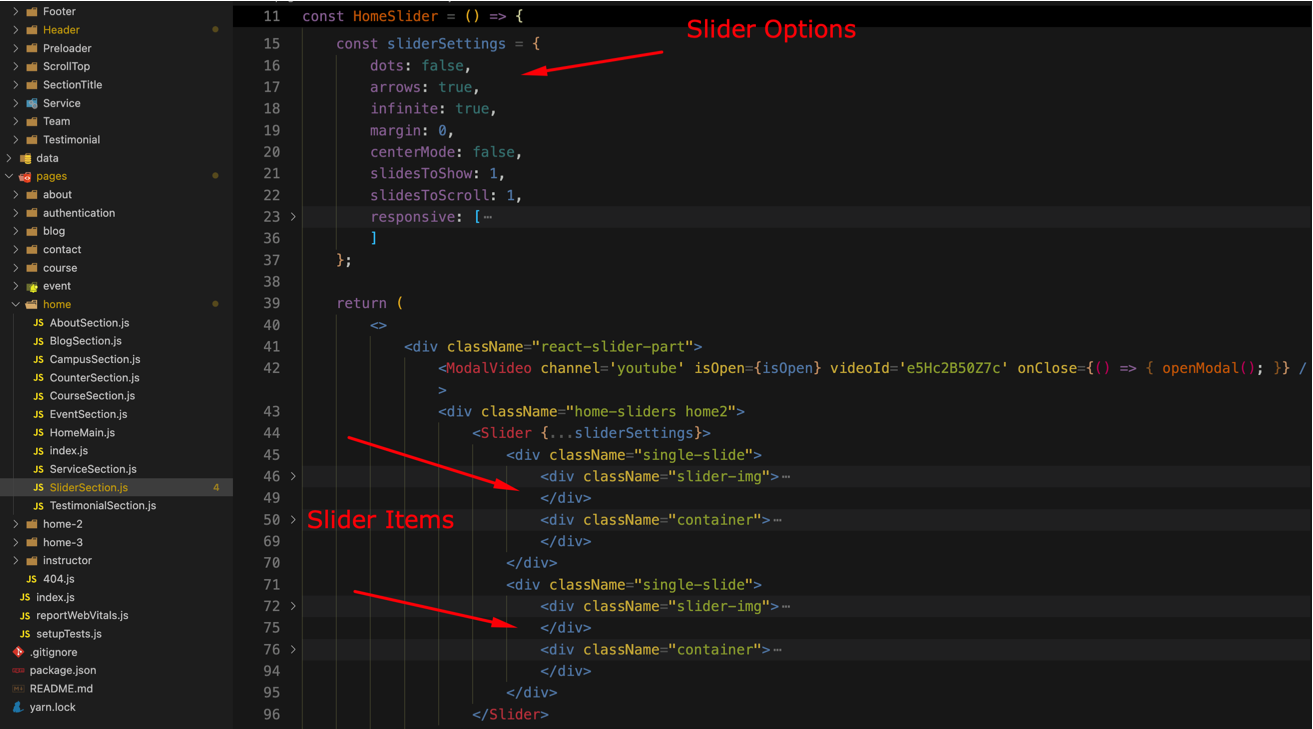 Footer
Header
Preloader
ScrollTop
SectionTitle
Service
Team
Testimonial
data
pages
about
authentication
blog
contact
course
event
home
JS AboutSection.js
JS BlogSection.js
JS CampusSection.js
JS CounterSection.js
JS CourseSection.js
JS EventSection.js
JS HomeMain.js
JS index.js
JS ServiceSection.js
JS SliderSection.js 4
JS TestimonialSection.js
home-2
home-3
instructor
JS 404.js
JS index.js
JS reportWebVitals.js
JS setupTests.js
.gitignore
package.json
README.md
yarn.lock
11 const HomeSlider = () => {
Slider Options
15 const sliderSettings = {
16 dots: false,
17 arrows: true,
18 infinite: true,
19 margin: 0,
20 centerMode: false,
21 slidesToShow: 1,
22 slidesToScroll: 1,
23 responsive: [⋯
36 ]
37 };
38
39 return (
40 <>
41 <div className="react-slider-part">
42 <ModalVideo channel='youtube' isOpen={isOpen} videoId='e5Hc2B50Z7c' onClose={() => { openModal(); }} /
>
43 <div className="home-sliders home2">
44 <Slider {...sliderSettings}>
45 <div className="single-slide">
46 <div className="slider-img">⋯
49 </div>
Slider Items
50 <div className="container">⋯
69 </div>
70 </div>
71 <div className="single-slide">
72 <div className="slider-img">⋯
75 </div>
76 <div className="container">⋯
94 </div>
95 </div>
96 </Slider>